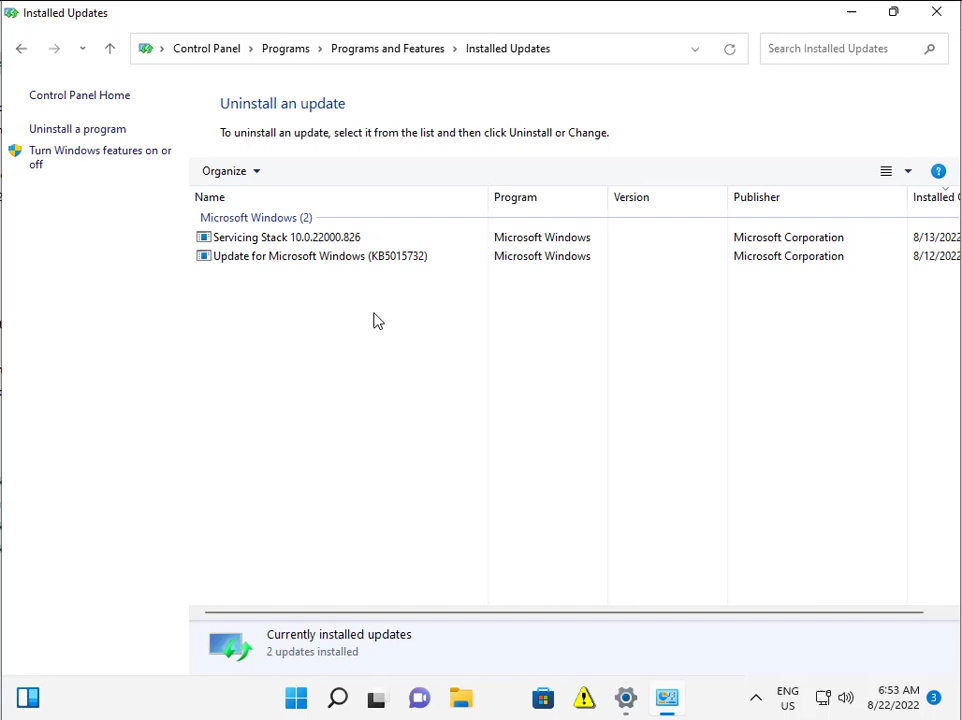 Installed Updates
Control Panel > Programs > Programs and Features > Installed Updates
Search Installed Updates
Control Panel Home
Uninstall a program
Turn Windows features on or
off
Uninstall an update
To uninstall an update, select it from the list and then click Uninstall or Change.
Organize
Name Program Version Publisher Installed
Microsoft Windows (2)
Servicing Stack 10.0.22000.826 Microsoft Windows Microsoft Corporation 8/13/2022
Update for Microsoft Windows (KB5015732) Microsoft Windows Microsoft Corporation 8/12/2022
Currently installed updates
2 updates installed
ENG
US
6:53 AM
8/22/2022
3